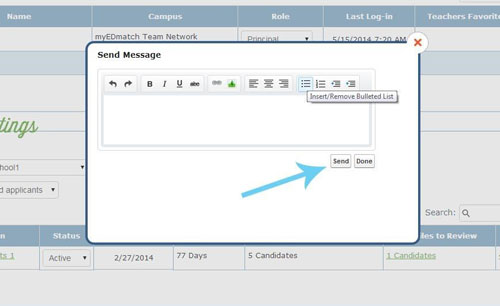 Name Campus Role Last Log-in Teachers Favorite
myEDmatch Team Network Principal 5/15/2014 7:20 AM
Send Message
B I U abc
Insert/Remove Bulleted List
tings
Send Done
school1
d applicants
Search:
n Status les to Review
ts 1 Active 2/27/2014 77 Days 5 Candidates 1 Candidates